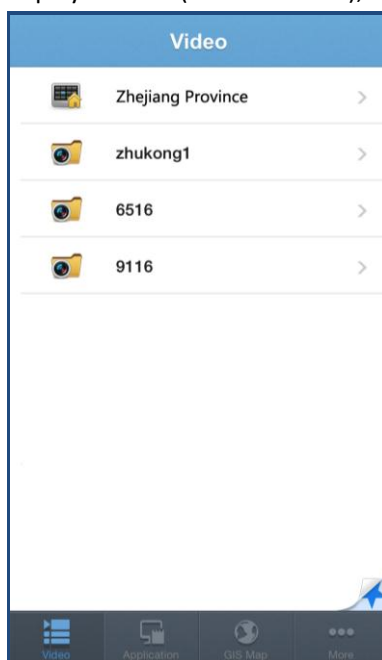 Video
Zhejiang Province
zhukong1
6516
9116
Video Application GIS Map More